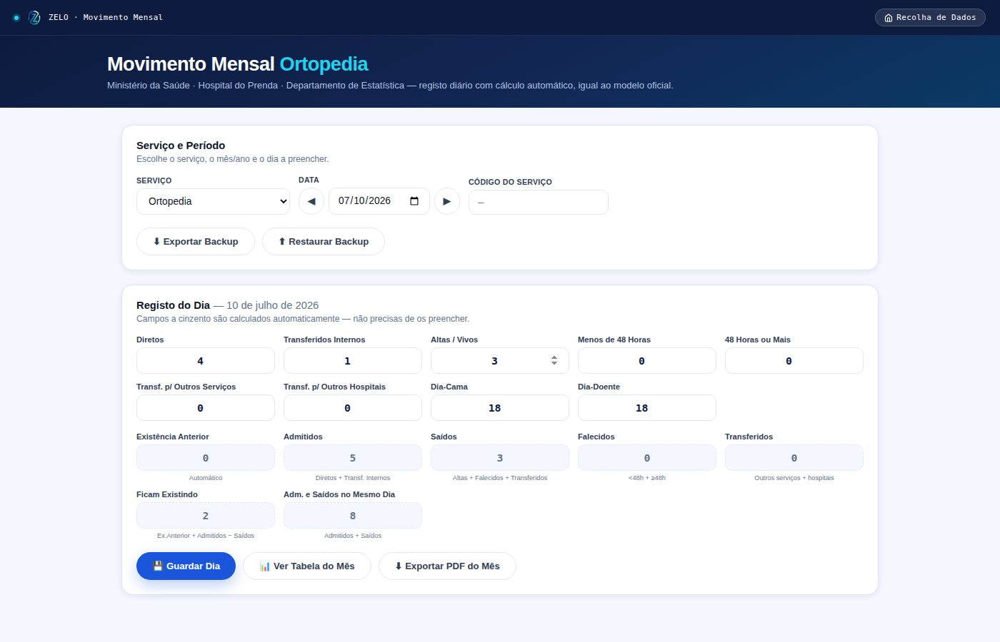 ZELO · Movimento Mensal
Recolha de Dados
Movimento Mensal Ortopedia
Ministério da Saúde · Hospital do Prenda · Departamento de Estatística — registo diário com cálculo automático, igual ao modelo oficial.
Serviço e Período
Escolhe o serviço, o mês/ano e o dia a preencher.
SERVIÇO
DATA
CÓDIGO DO SERVIÇO
Ortopedia
◀
07/10/2026
▶
–
⬇ Exportar Backup
⬆ Restaurar Backup
Registo do Dia — 10 de julho de 2026
Campos a cinzento são calculados automaticamente — não precisas de os preencher.
Diretos
Transferidos Internos
Altas / Vivos
Menos de 48 Horas
48 Horas ou Mais
4
1
3
0
0
Transf. p/ Outros Serviços
Transf. p/ Outros Hospitais
Dia-Cama
Dia-Doente
0
0
18
18
Existência Anterior
Admitidos
Saídos
Falecidos
Transferidos
0
5
3
0
0
Automático
Diretos + Transf. Internos
Altas + Falecidos + Transferidos
<48h + ≥48h
Outros serviços + hospitais
Ficam Existindo
Adm. e Saídos no Mesmo Dia
2
8
Ex.Anterior + Admitidos − Saídos
Admitidos + Saídos
💾 Guardar Dia
📊 Ver Tabela do Mês
⬇ Exportar PDF do Mês